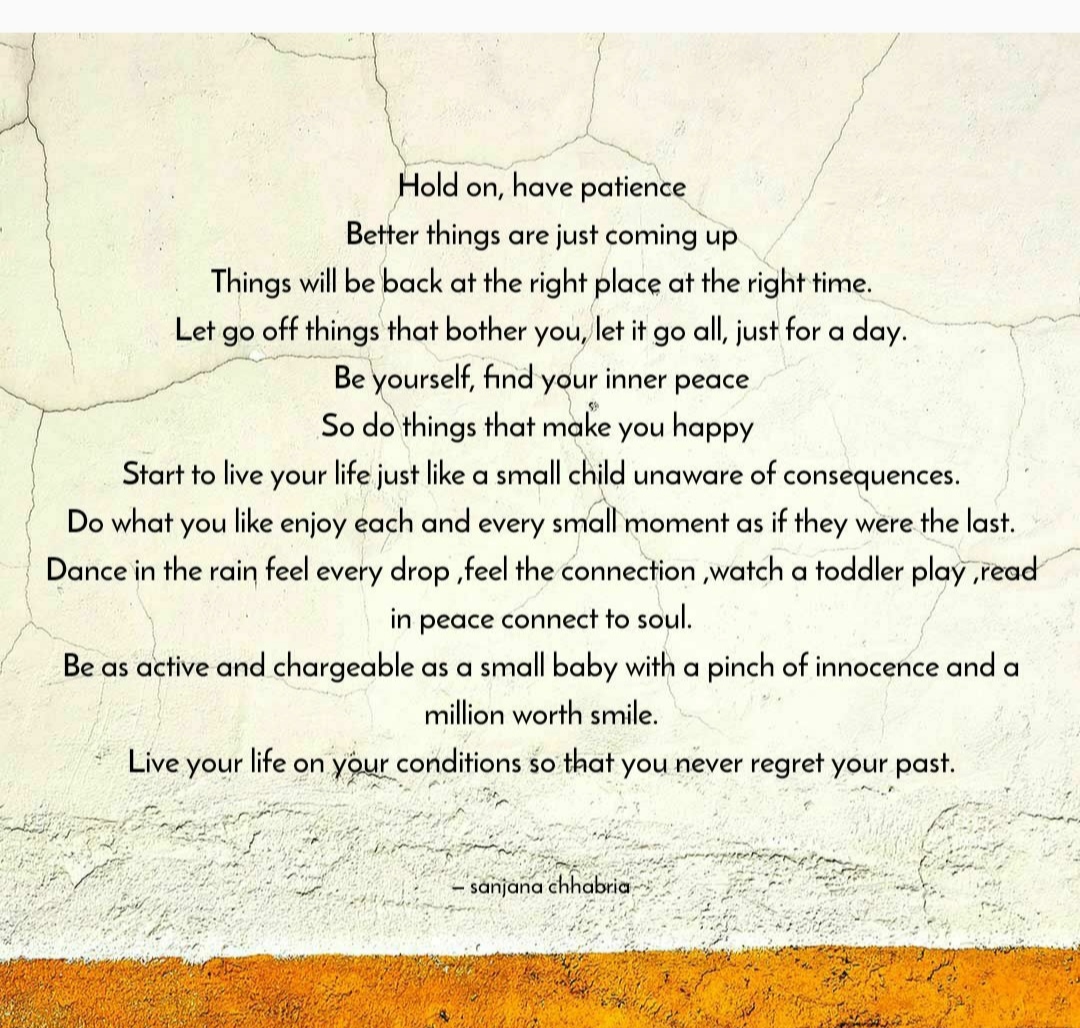 Hold on, have patience
Better things are just coming up
Things will be back at the right place at the right time.
Let go off things that bother you, let it go all, just for a day.
Be yourself, find your inner peace
So do things that make you happy
Start to live your life just like a small child unaware of consequences.
Do what you like enjoy each and every small moment as if they were the last.
Dance in the rain feel every drop ,feel the connection ,watch a toddler play ,read
in peace connect to soul.
Be as active and chargeable as a small baby with a pinch of innocence and a
million worth smile.
Live your life on your conditions so that you never regret your past.
– sanjana chhabria